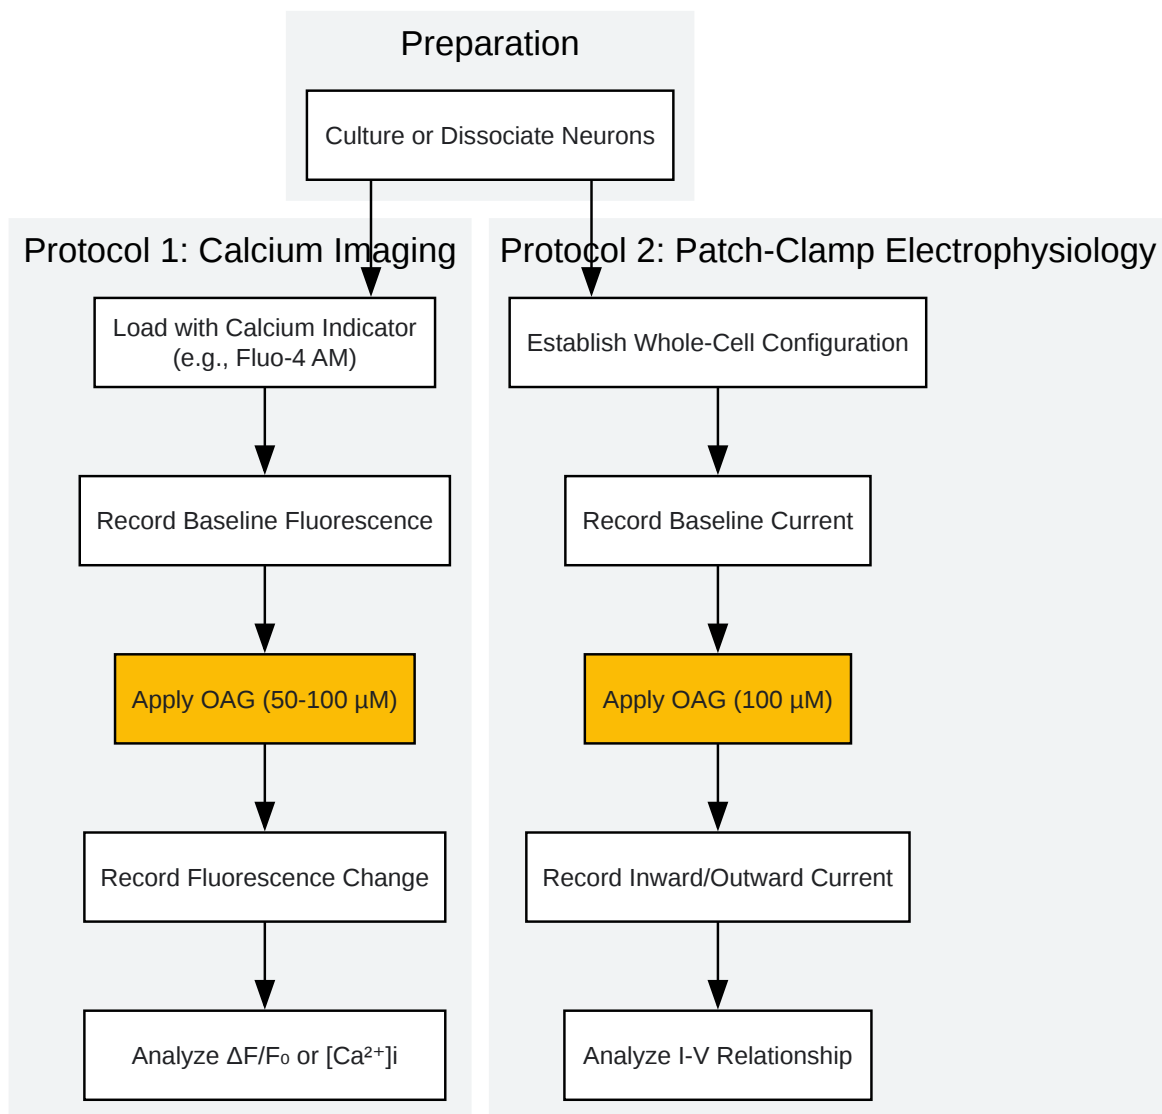 Preparation
Culture or Dissociate Neurons
Protocol 1: Calcium Imaging
Load with Calcium Indicator
(e.g., Fluo-4 AM)
Record Baseline Fluorescence
Apply OAG (50-100 µM)
Record Fluorescence Change
Analyze ΔF/F₀ or [Ca²⁺]i
Protocol 2: Patch-Clamp Electrophysiology
Establish Whole-Cell Configuration
Record Baseline Current
Apply OAG (100 µM)
Record Inward/Outward Current
Analyze I-V Relationship